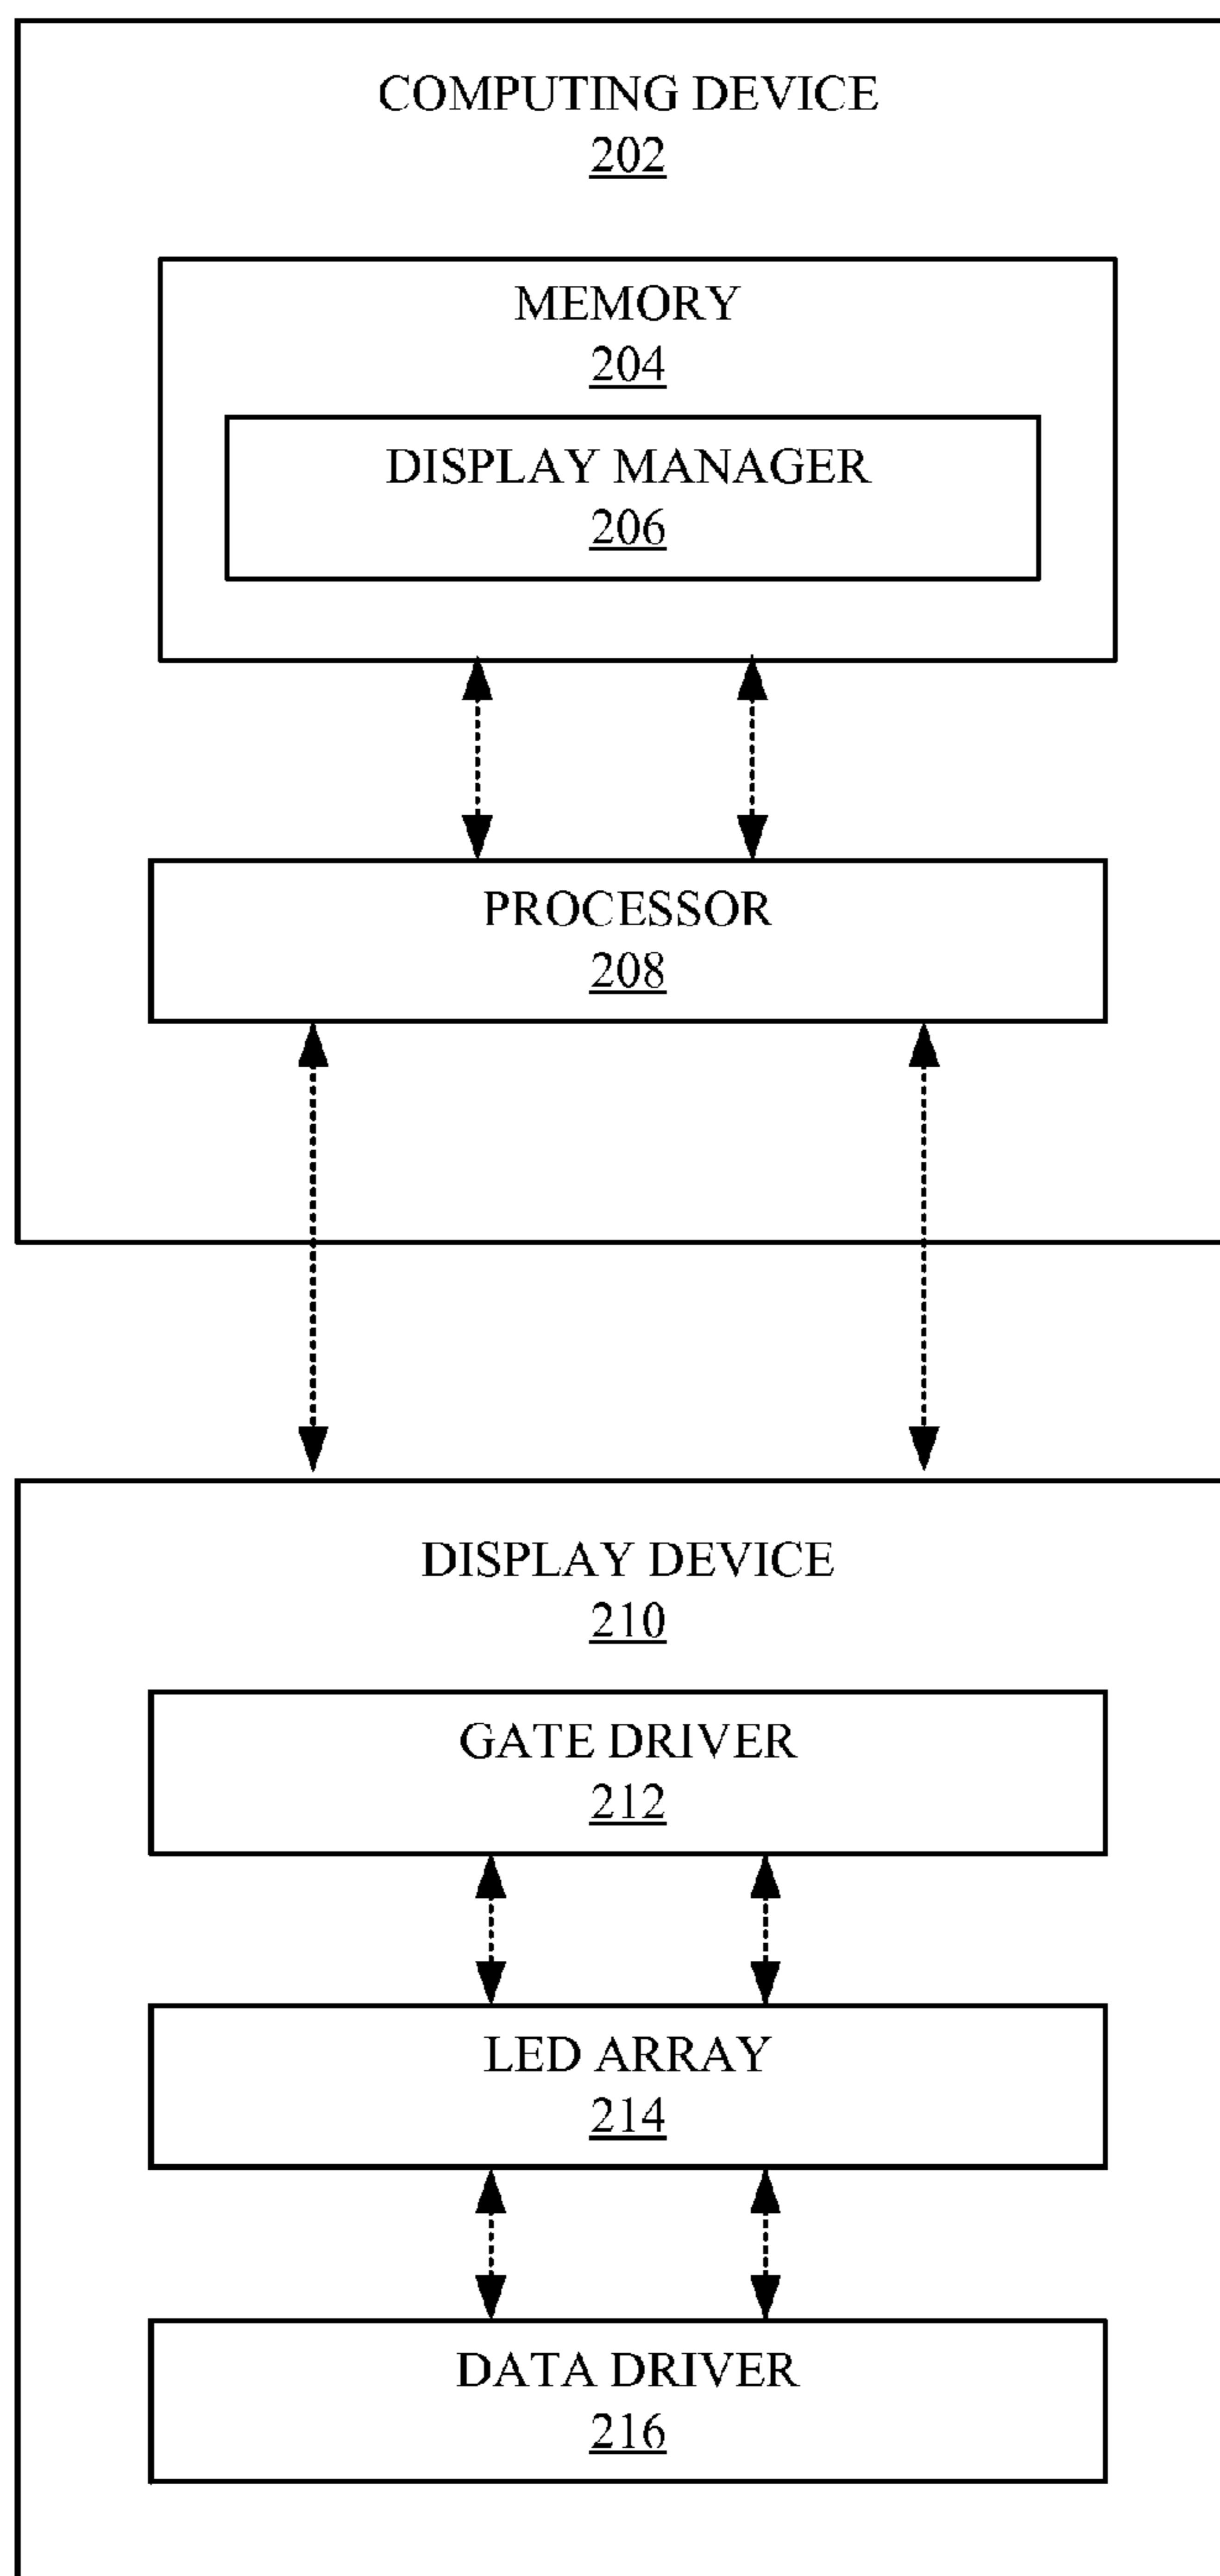 COMPUTING DEVICE
202
MEMORY
204
DISPLAY MANAGER
206
PROCESSOR
208
DISPLAY DEVICE
210
GATE DRIVER
212
LED ARRAY
214
DATA DRIVER
216